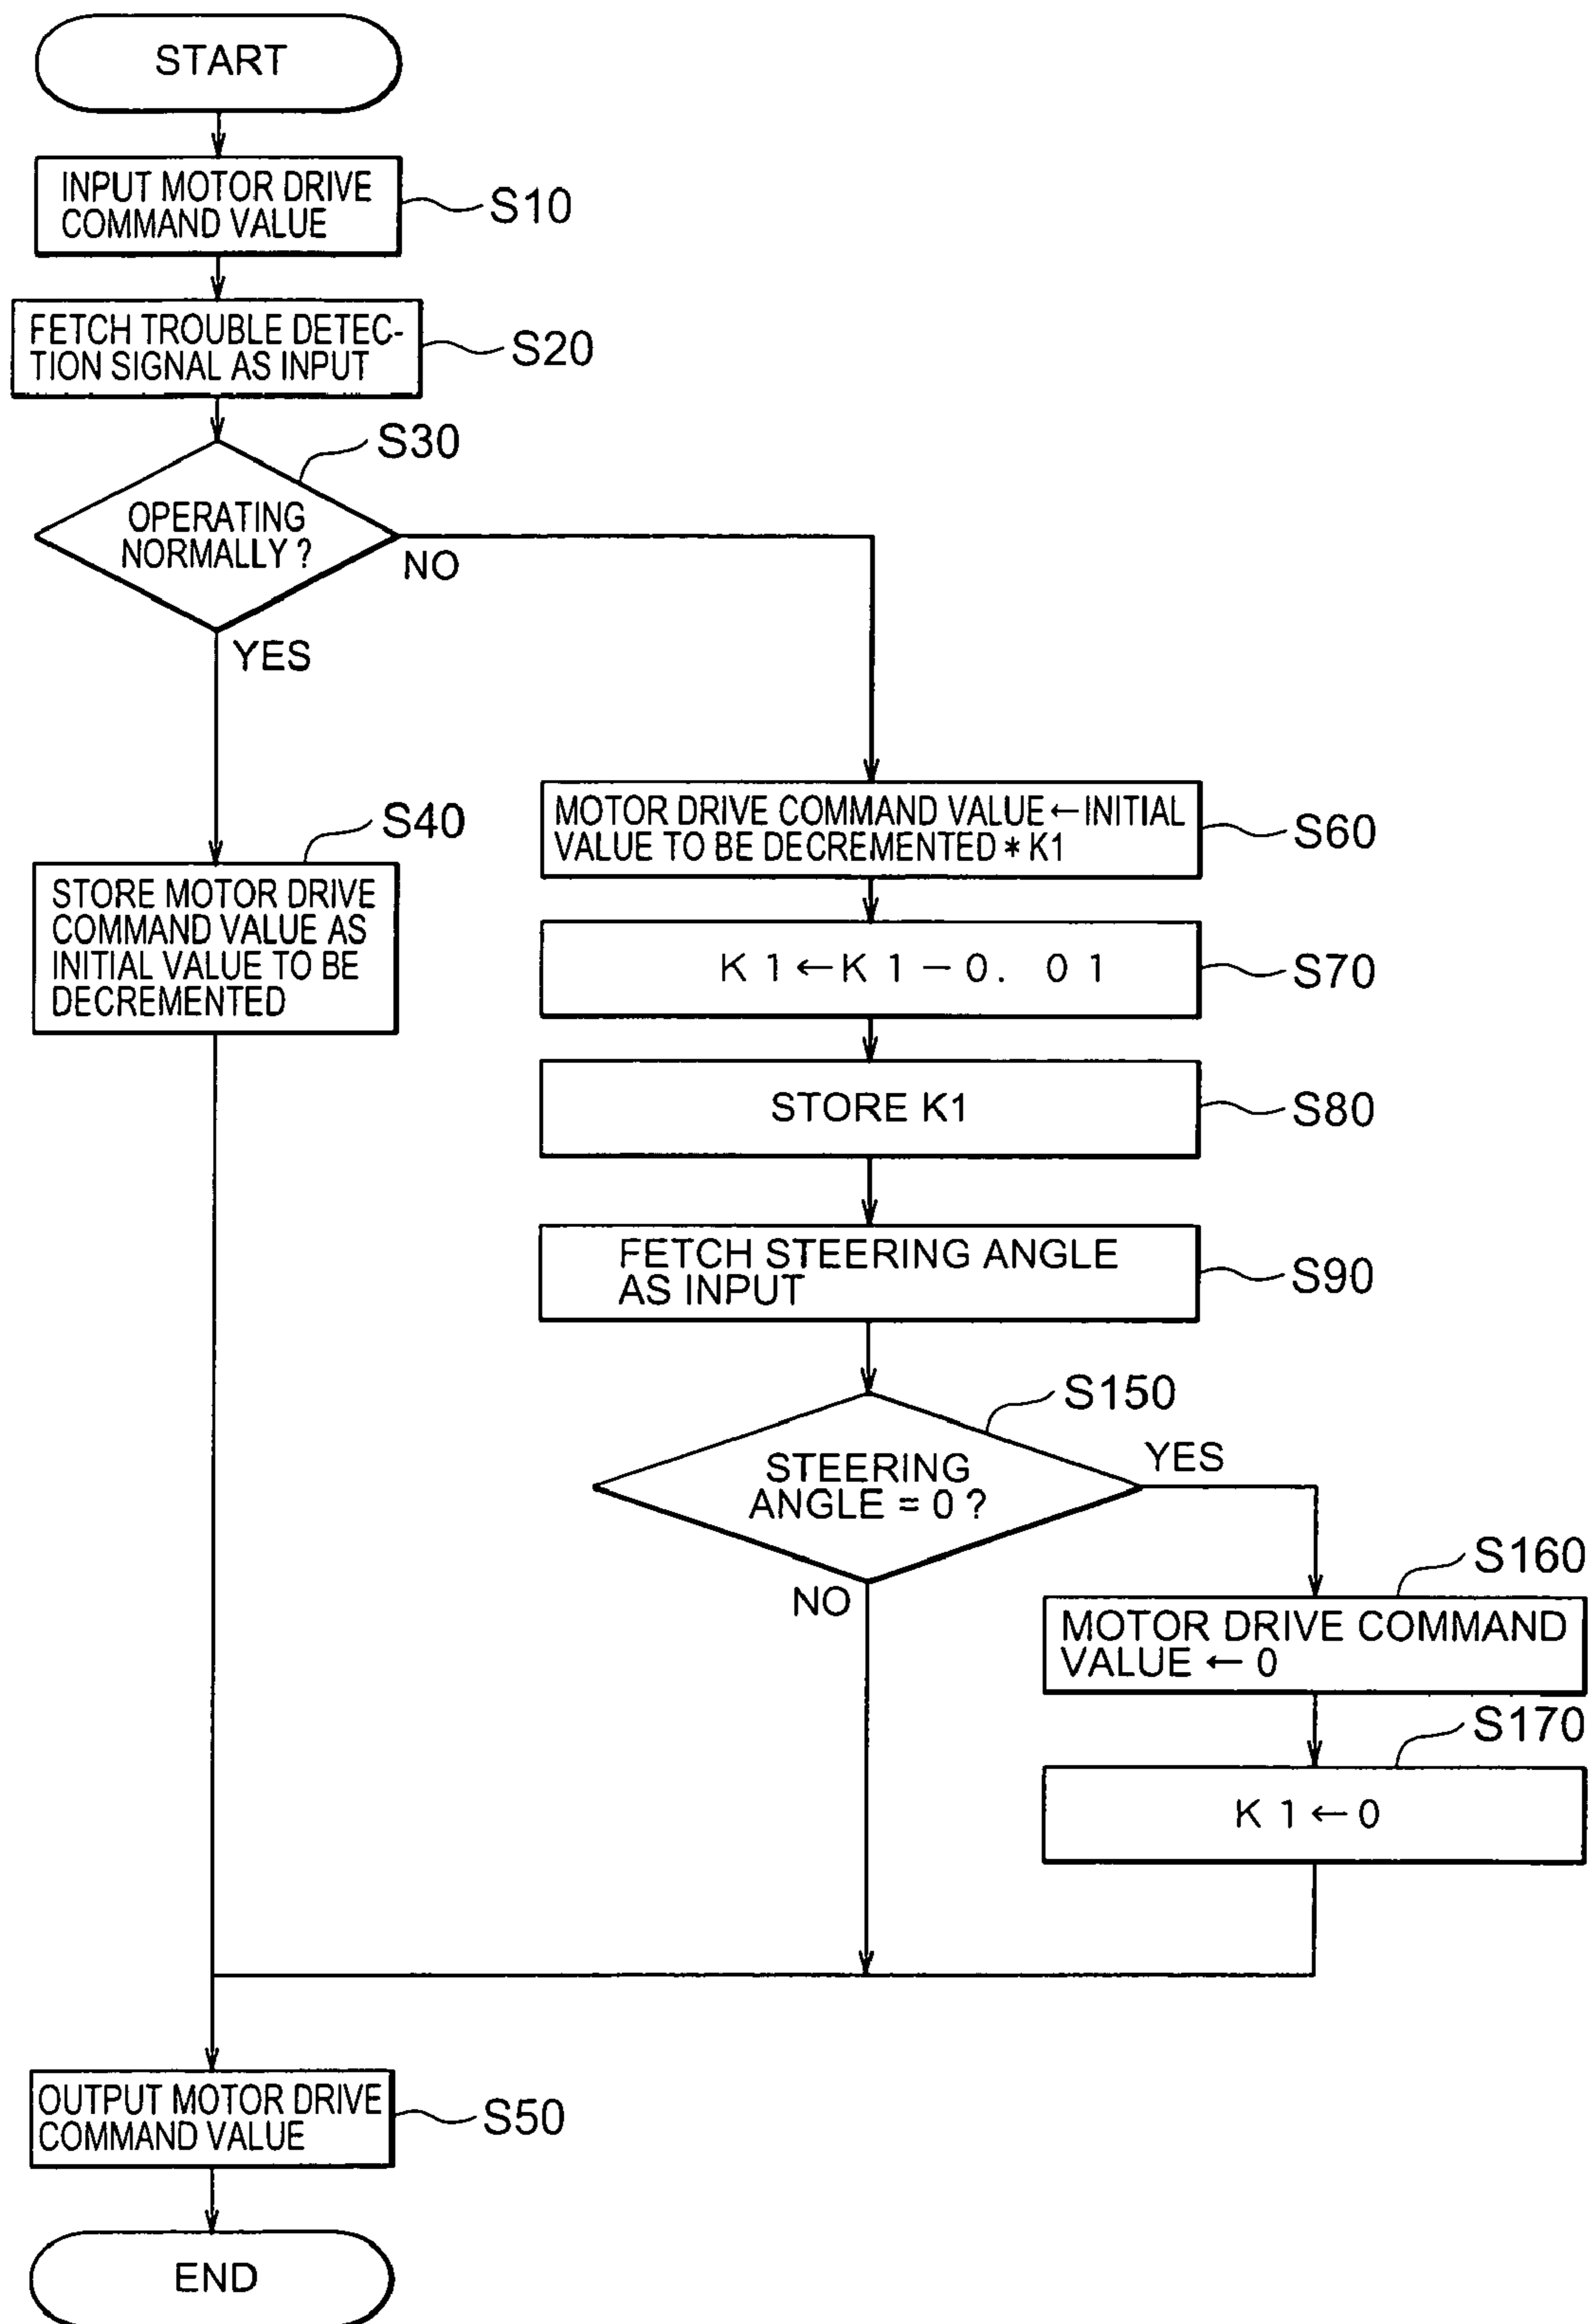 START
INPUT MOTOR DRIVE
COMMAND VALUE
S10
FETCH TROUBLE DETEC-
TION SIGNAL AS INPUT
S20
S30
OPERATING
NORMALLY ?
NO
YES
S40
STORE MOTOR DRIVE
COMMAND VALUE AS
INITIAL VALUE TO BE
DECREMENTED
MOTOR DRIVE COMMAND VALUE ← INITIAL
VALUE TO BE DECREMENTED * K1
S60
K 1 ← K 1 − 0. 0 1
S70
STORE K1
S80
FETCH STEERING ANGLE
AS INPUT
S90
S150
STEERING
ANGLE = 0 ?
YES
NO
S160
MOTOR DRIVE COMMAND
VALUE ← 0
S170
K 1 ← 0
OUTPUT MOTOR DRIVE
COMMAND VALUE
S50
END